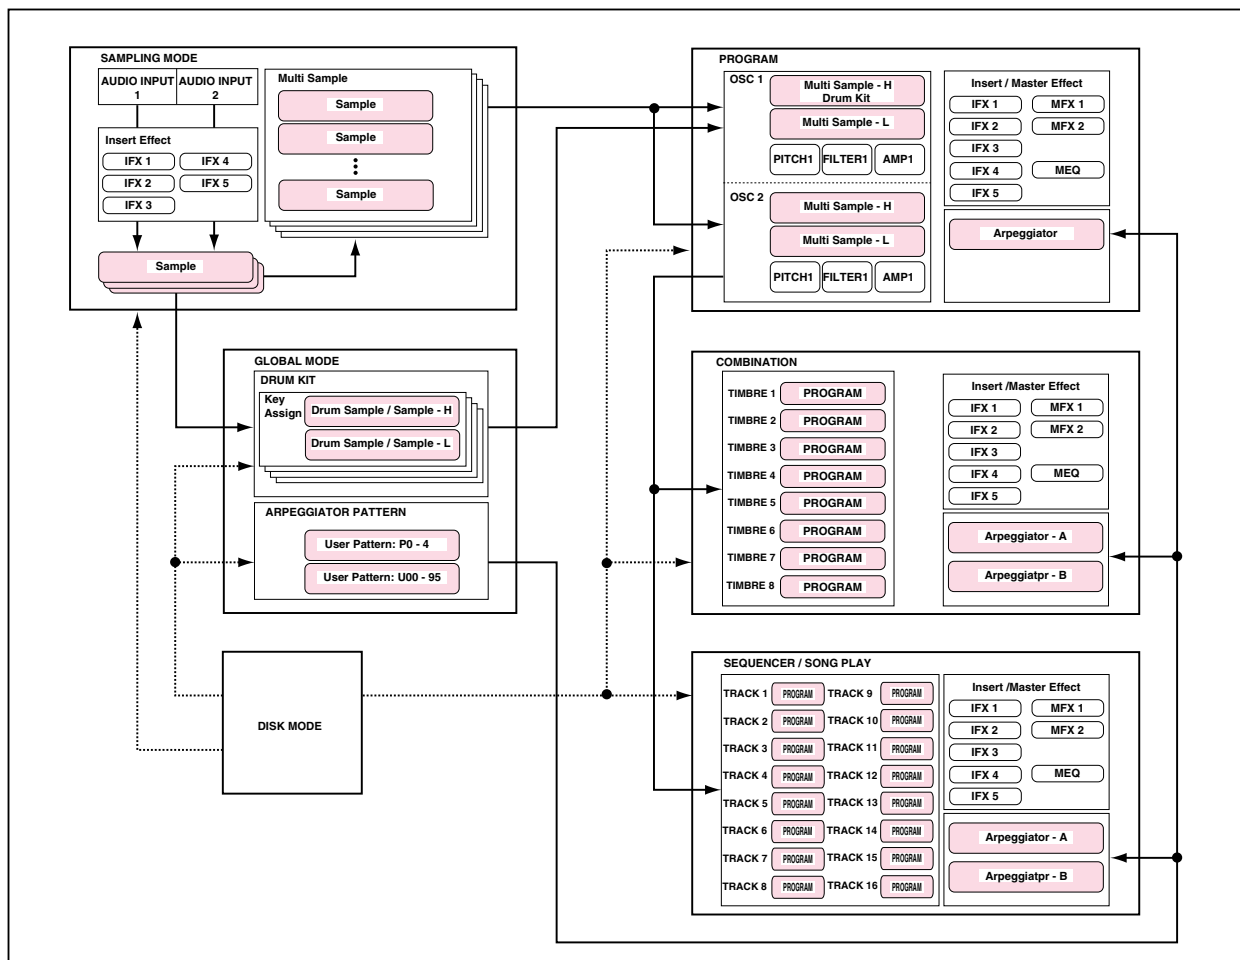 SAMPLING MODE
AUDIO INPUT 1
AUDIO INPUT 2
Insert Effect
IFX 1
IFX 4
IFX 2
IFX 5
IFX 3
Sample
Multi Sample
Sample
Sample
Sample
GLOBAL MODE
DRUM KIT
Key
Assign
Drum Sample / Sample - H
Drum Sample / Sample - L
ARPEGGIATOR PATTERN
User Pattern: P0 - 4
User Pattern: U00 - 95
DISK MODE
PROGRAM
OSC 1
Multi Sample - H
Drum Kit
Multi Sample - L
PITCH1
FILTER1
AMP1
OSC 2
Multi Sample - H
Multi Sample - L
PITCH1
FILTER1
AMP1
Insert / Master Effect
IFX 1
MFX 1
IFX 2
MFX 2
IFX 3
IFX 4
MEQ
IFX 5
Arpeggiator
COMBINATION
TIMBRE 1 PROGRAM
TIMBRE 2 PROGRAM
TIMBRE 3 PROGRAM
TIMBRE 4 PROGRAM
TIMBRE 5 PROGRAM
TIMBRE 6 PROGRAM
TIMBRE 7 PROGRAM
TIMBRE 8 PROGRAM
Insert /Master Effect
IFX 1
MFX 1
IFX 2
MFX 2
IFX 3
IFX 4
MEQ
IFX 5
Arpeggiator - A
Arpeggiatpr - B
SEQUENCER / SONG PLAY
TRACK 1 PROGRAM TRACK 9 PROGRAM
TRACK 2 PROGRAM TRACK 10 PROGRAM
TRACK 3 PROGRAM TRACK 11 PROGRAM
TRACK 4 PROGRAM TRACK 12 PROGRAM
TRACK 5 PROGRAM TRACK 13 PROGRAM
TRACK 6 PROGRAM TRACK 14 PROGRAM
TRACK 7 PROGRAM TRACK 15 PROGRAM
TRACK 8 PROGRAM TRACK 16 PROGRAM
Insert /Master Effect
IFX 1
MFX 1
IFX 2
MFX 2
IFX 3
IFX 4
MEQ
IFX 5
Arpeggiator - A
Arpeggiatpr - B